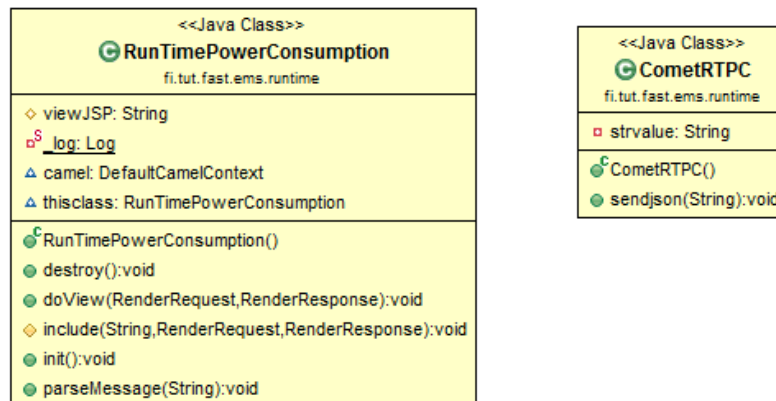 <<Java Class>>
RunTimePowerConsumption
fi.tut.fast.ems.runtime
viewJSP: String
_log: Log
camel: DefaultCamelContext
thisclass: RunTimePowerConsumption
RunTimePowerConsumption()
destroy():void
doView(RenderRequest,RenderResponse):void
include(String,RenderRequest,RenderResponse):void
init():void
parseMessage(String):void
<<Java Class>>
CometRTPC
fi.tut.fast.ems.runtime
strvalue: String
CometRTPC()
sendjson(String):void